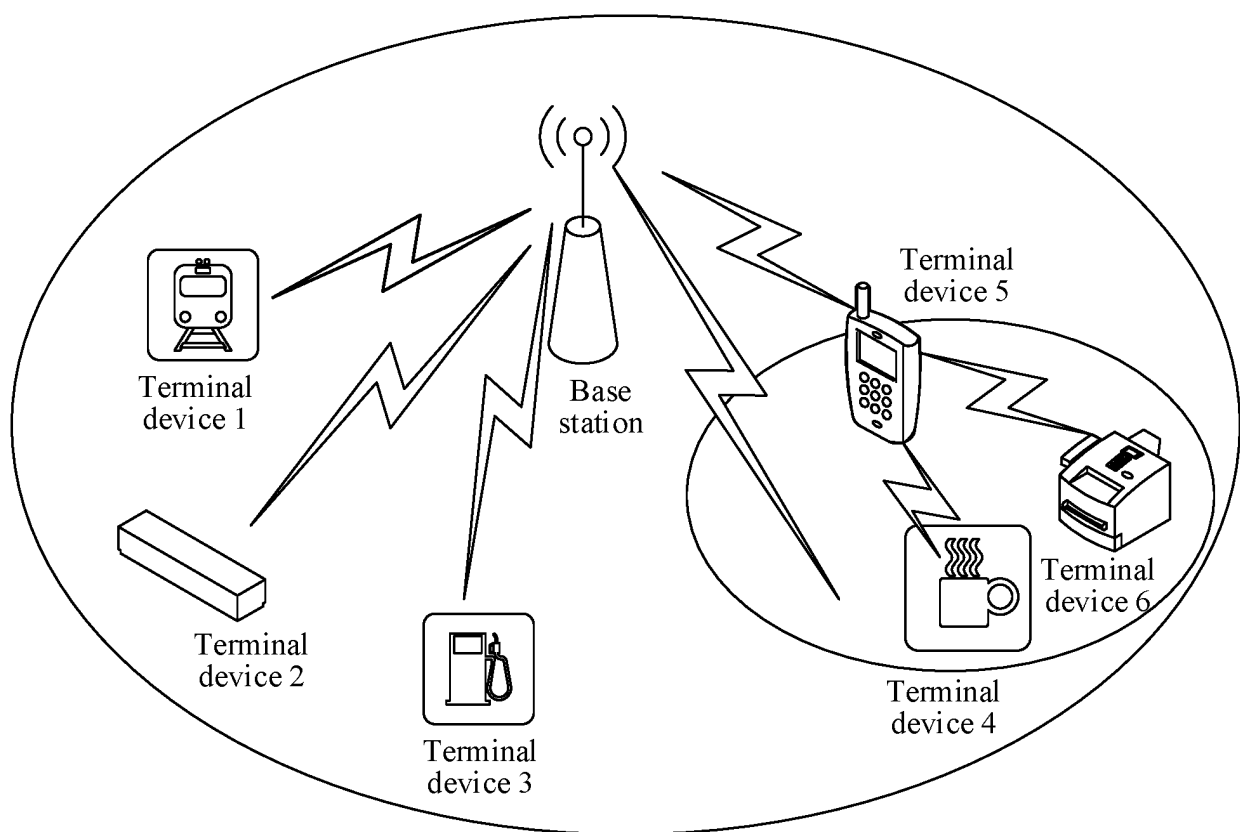 Terminal
device 5
Terminal
device 1
Base
station
Terminal
device 6
Terminal
device 2
Terminal
device 4
Terminal
device 3